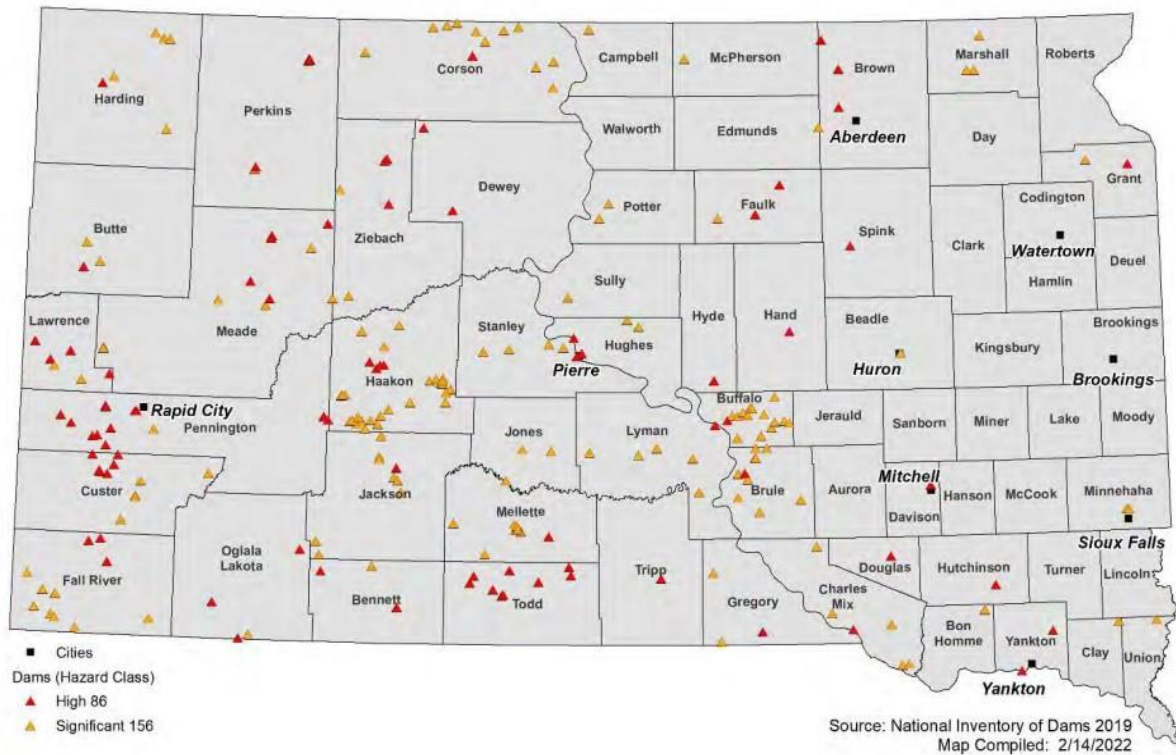 Campbell
McPherson
Brown
Marshall
Roberts
Corson
Harding
Perkins
Walworth
Edmunds
Aberdeen
Day
Grant
Dewey
Butte
Ziebach
Potter
Faulk
Spink
Clark
Codington
Watertown
Hamlin
Deuel
Sully
Hyde
Hand
Beadle
Lawrence
Meade
Stanley
Hughes
Kingsbury
Brookings
Haakon
Pierre
Huron
Brookings
Rapid City
Pennington
Buffalo
Jerauld
Sanborn
Miner
Lake
Moody
Jones
Lyman
Custer
Jackson
Mellette
Brule
Aurora
Mitchell
Davison
Hanson
McCook
Minnehaha
Sioux Falls
Fall River
Oglala
Lakota
Bennett
Todd
Tripp
Gregory
Charles
Mix
Douglas
Hutchinson
Turner
Lincoln
Bon
Homme
Yankton
Clay
Union
Yankton
Cities
Dams (Hazard Class)
High 86
Significant 156
Source: National Inventory of Dams 2019
Map Compiled: 2/14/2022